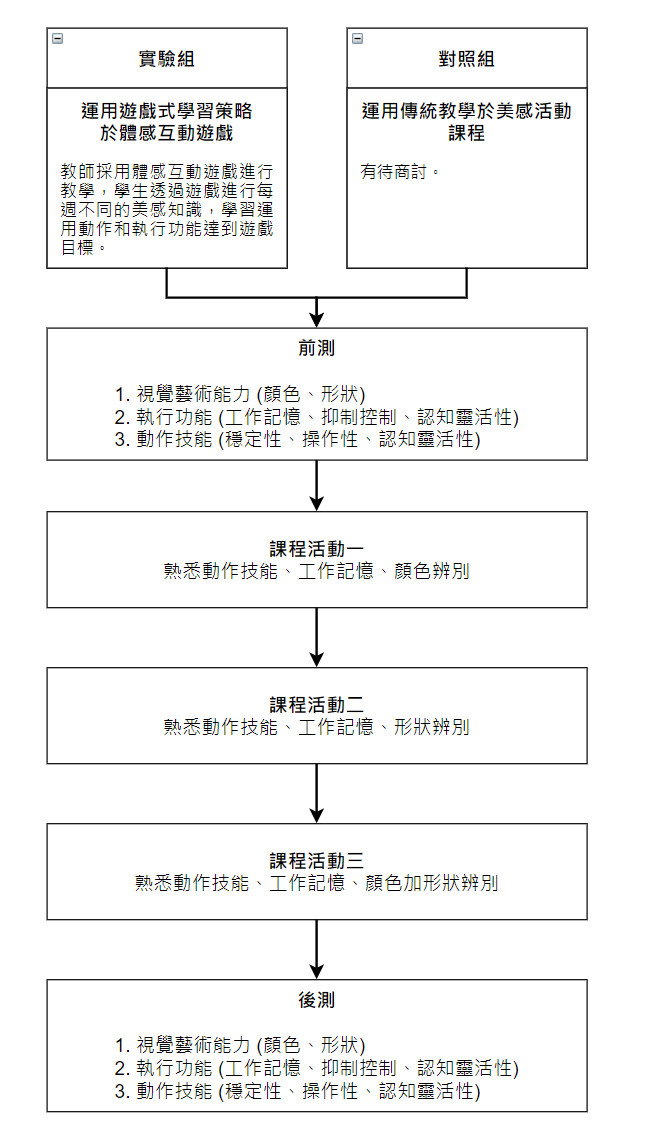 實驗組
運用遊戲式學習策略
於體感互動遊戲
教師採用體感互動遊戲進行
教學，學生透過遊戲進行每
週不同的美感知識，學習運
用動作和執行功能達到遊戲
目標。
對照組
運用傳統教學於美感活動
課程
有待商討。
前測
1. 視覺藝術能力 (顏色、形狀)
2. 執行功能 (工作記憶、抑制控制、認知靈活性)
3. 動作技能 (穩定性、操作性、認知靈活性)
課程活動一
熟悉動作技能、工作記憶、顏色辨別
課程活動二
熟悉動作技能、工作記憶、形狀辨別
課程活動三
熟悉動作技能、工作記憶、顏色加形狀辨別
後測
1. 視覺藝術能力 (顏色、形狀)
2. 執行功能 (工作記憶、抑制控制、認知靈活性)
3. 動作技能 (穩定性、操作性、認知靈活性)